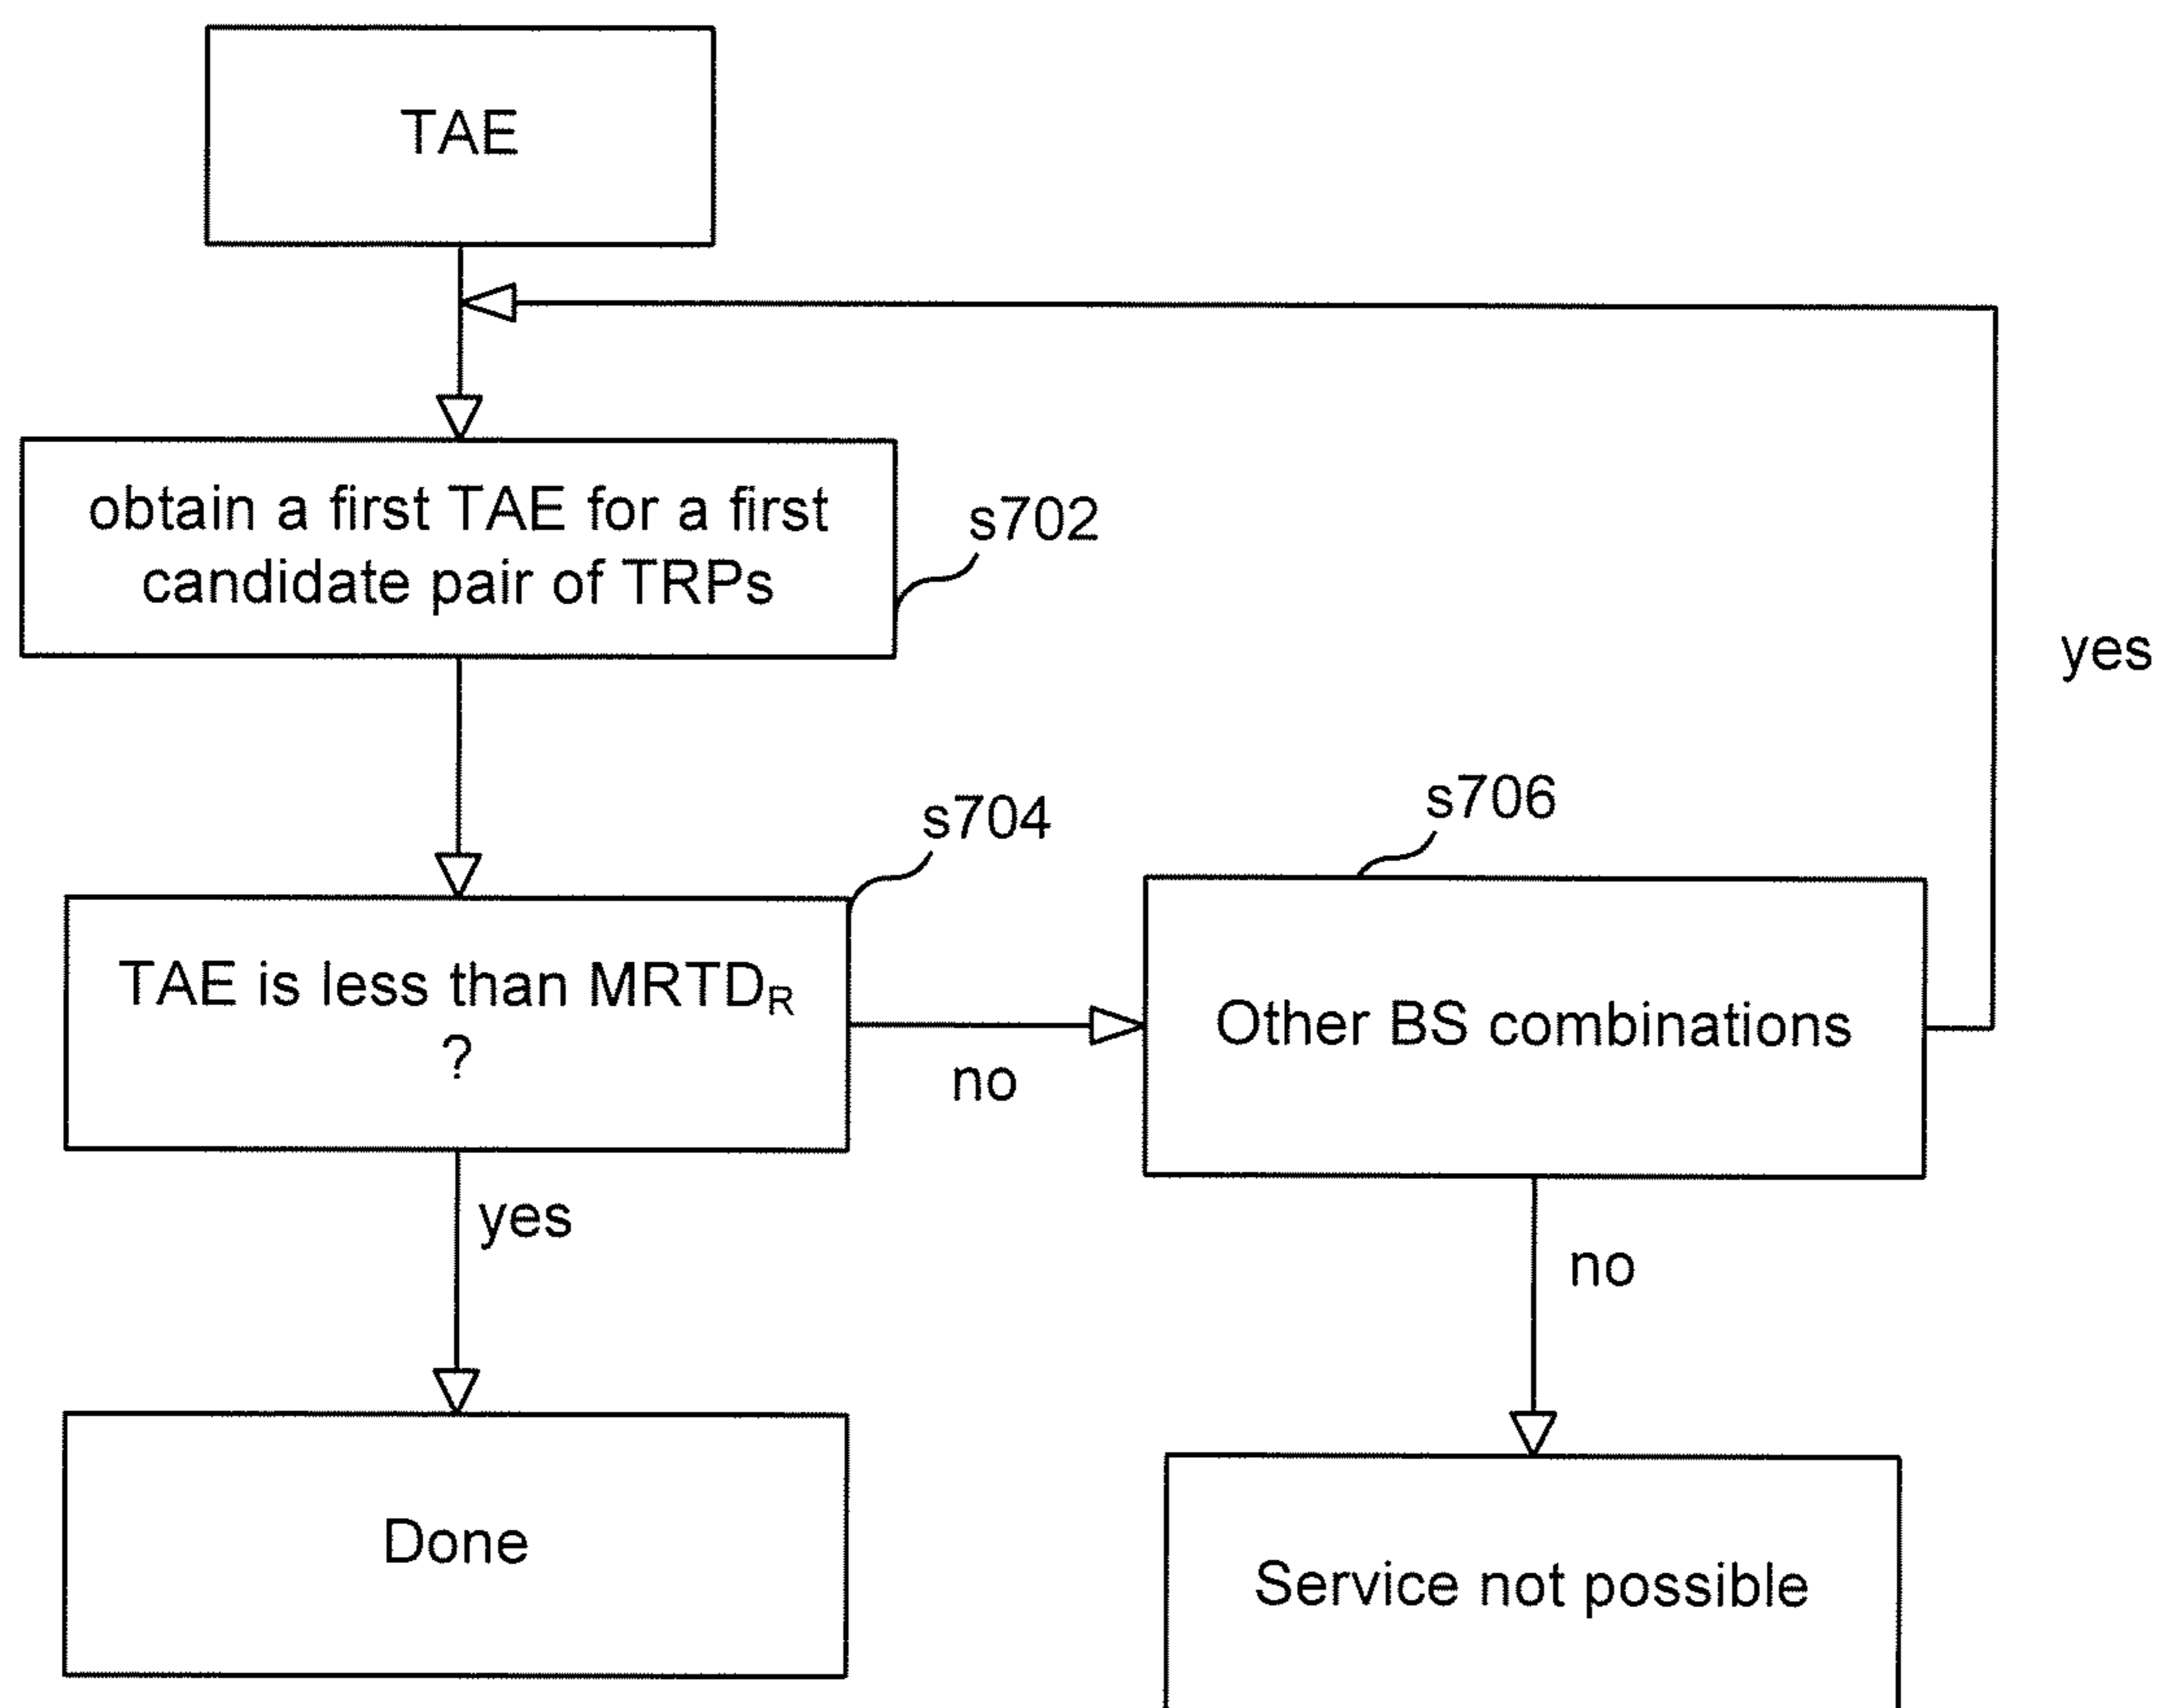 TAE
obtain a first TAE for a first
candidate pair of TRPs
s702
yes
s704
s706
TAE is less than MRTD_R
?
no
Other BS combinations
yes
no
Done
Service not possible